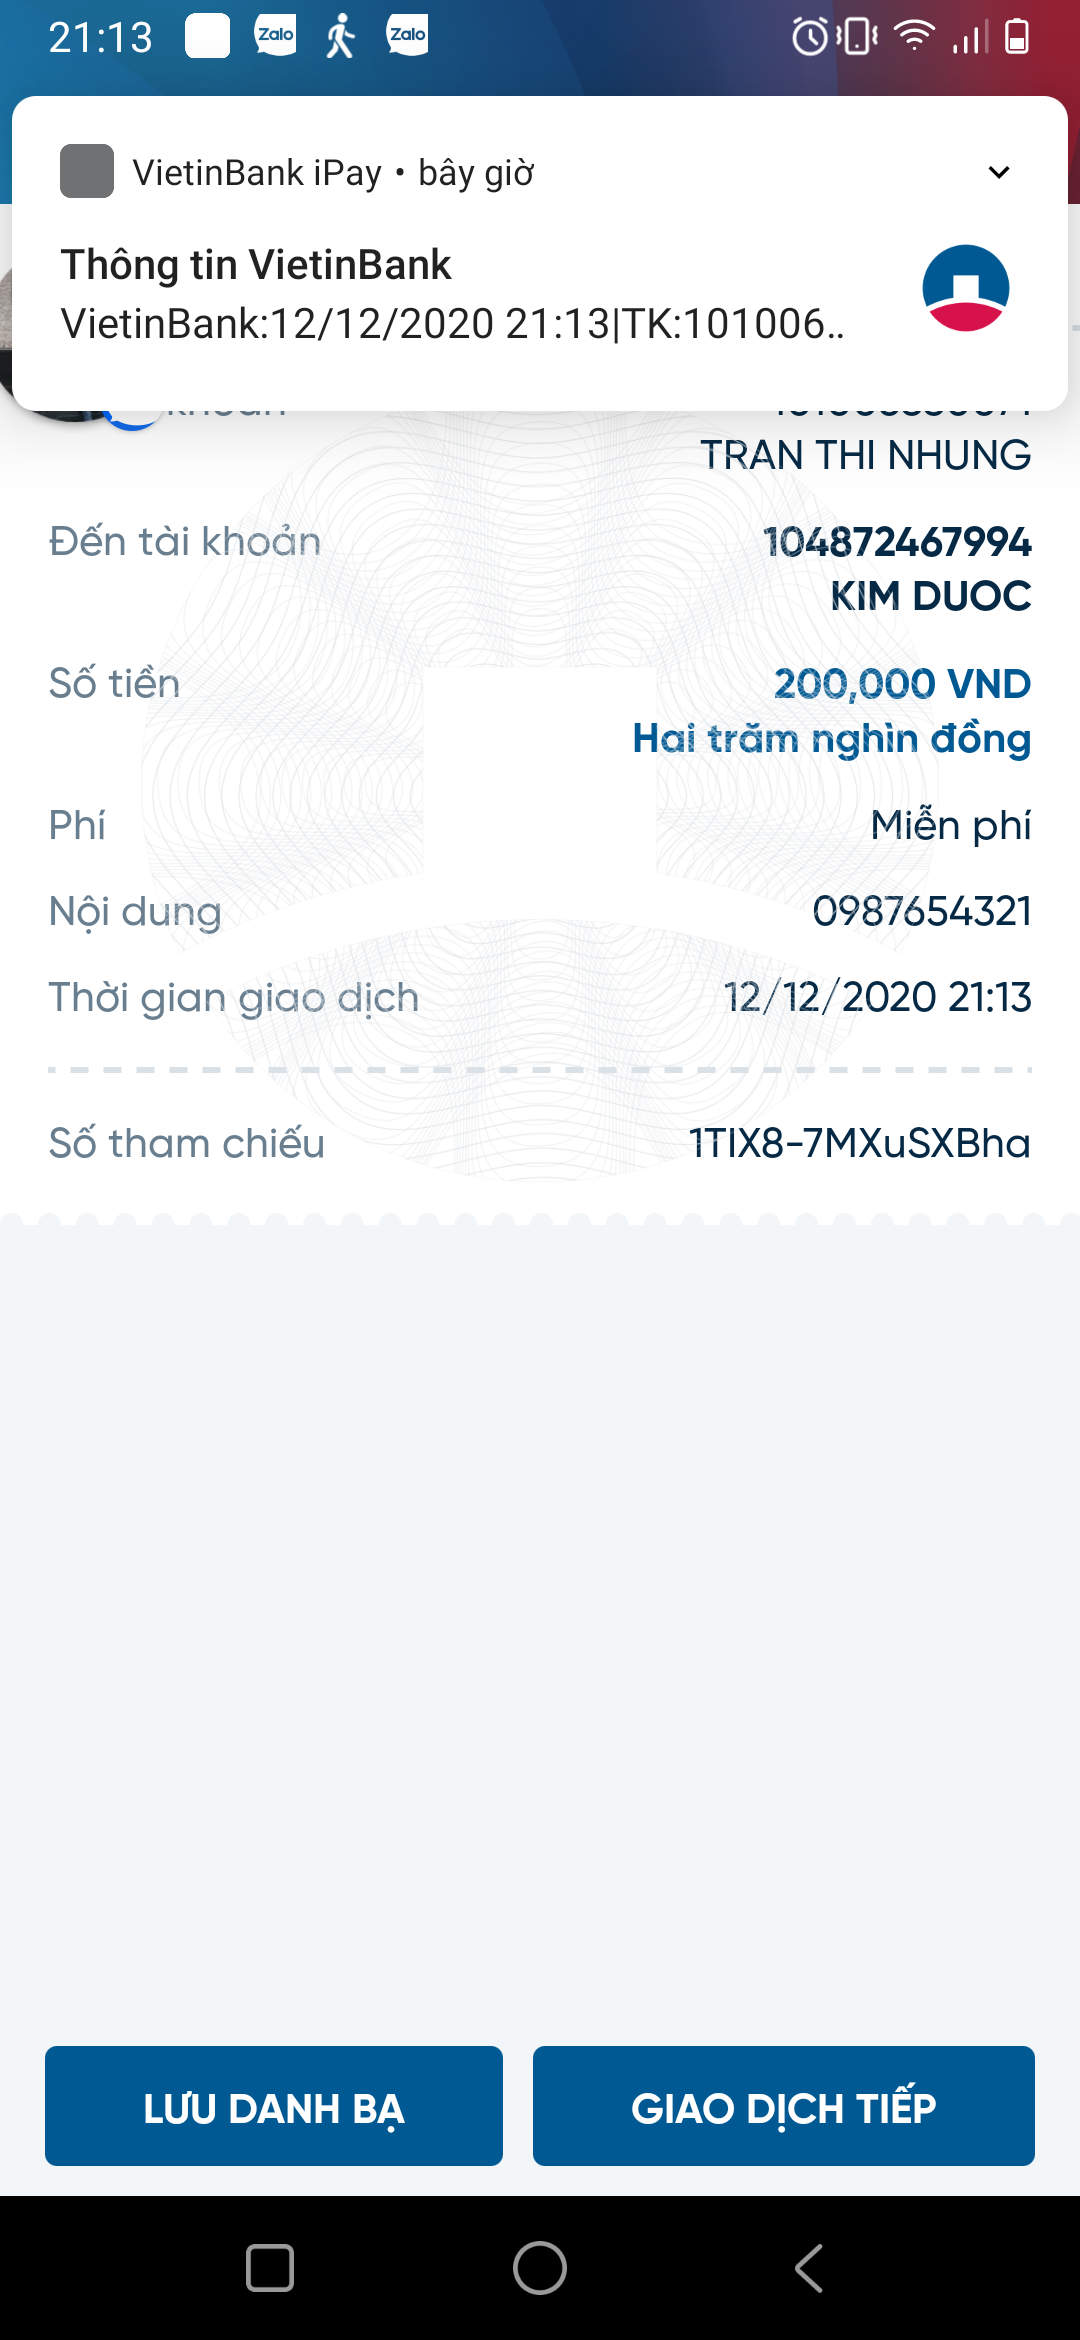 21:13
Zalo
Zalo
VietinBank iPay • bây giờ
Thông tin VietinBank
VietinBank:12/12/2020 21:13|TK:101006..
khoản
TRAN THI NHUNG
Đến tài khoản 104872467994
KIM DUOC
Số tiền 200,000 VND
Hai trăm nghìn đồng
Phí Miễn phí
Nội dung 0987654321
Thời gian giao dịch 12/12/2020 21:13
Số tham chiếu 1TIX8-7MXuSXBha
LƯU DANH BẠ GIAO DỊCH TIẾP